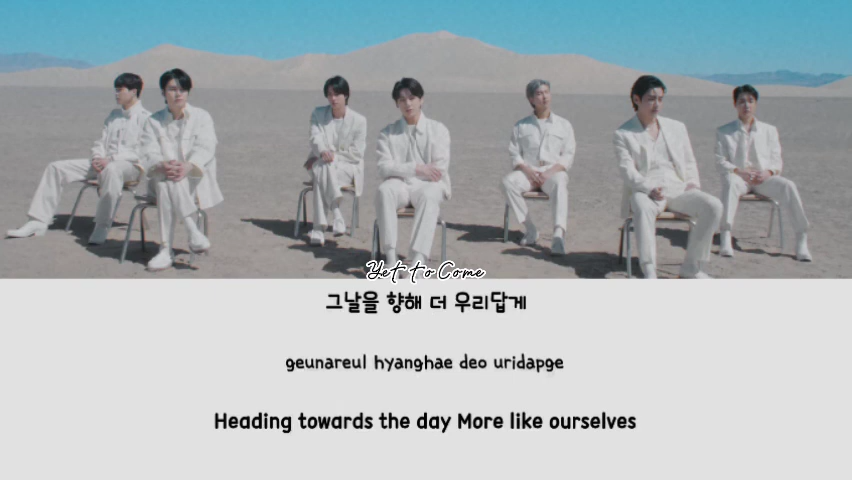 Yet to Come
그날을 향해 더 우리답게
geunareul hyanghae deo uridapge
Heading towards the day More like ourselves